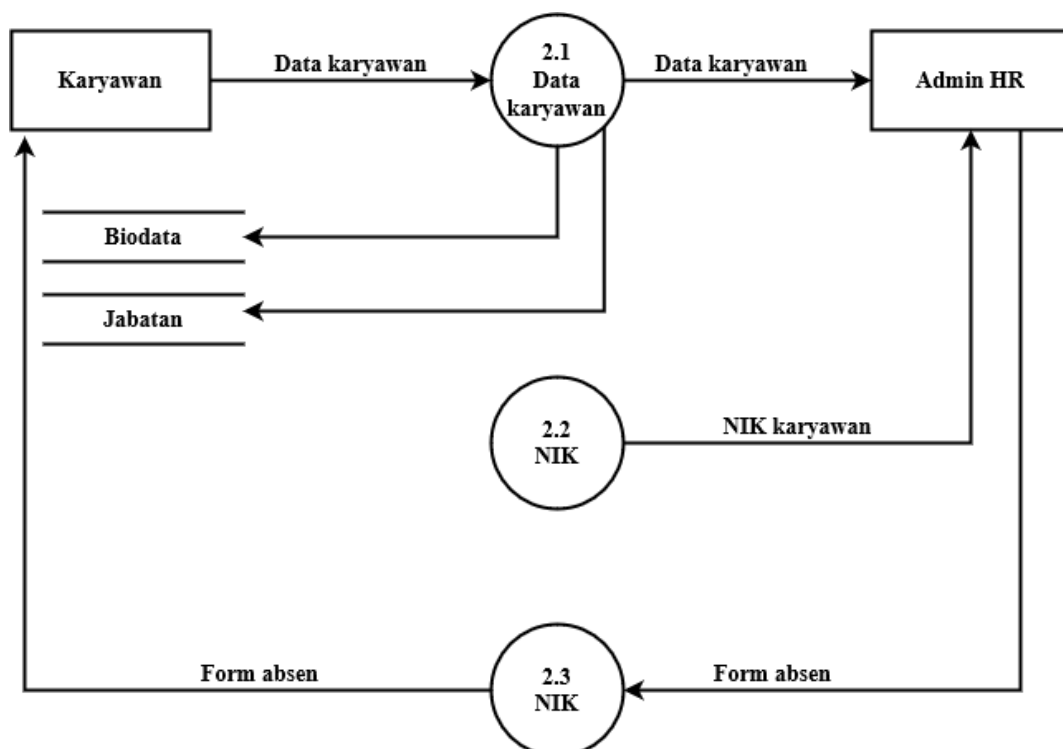 Karyawan
Data karyawan
2.1
Data
karyawan
Data karyawan
Admin HR
Biodata
Jabatan
2.2
NIK
NIK karyawan
Form absen
2.3
NIK
Form absen